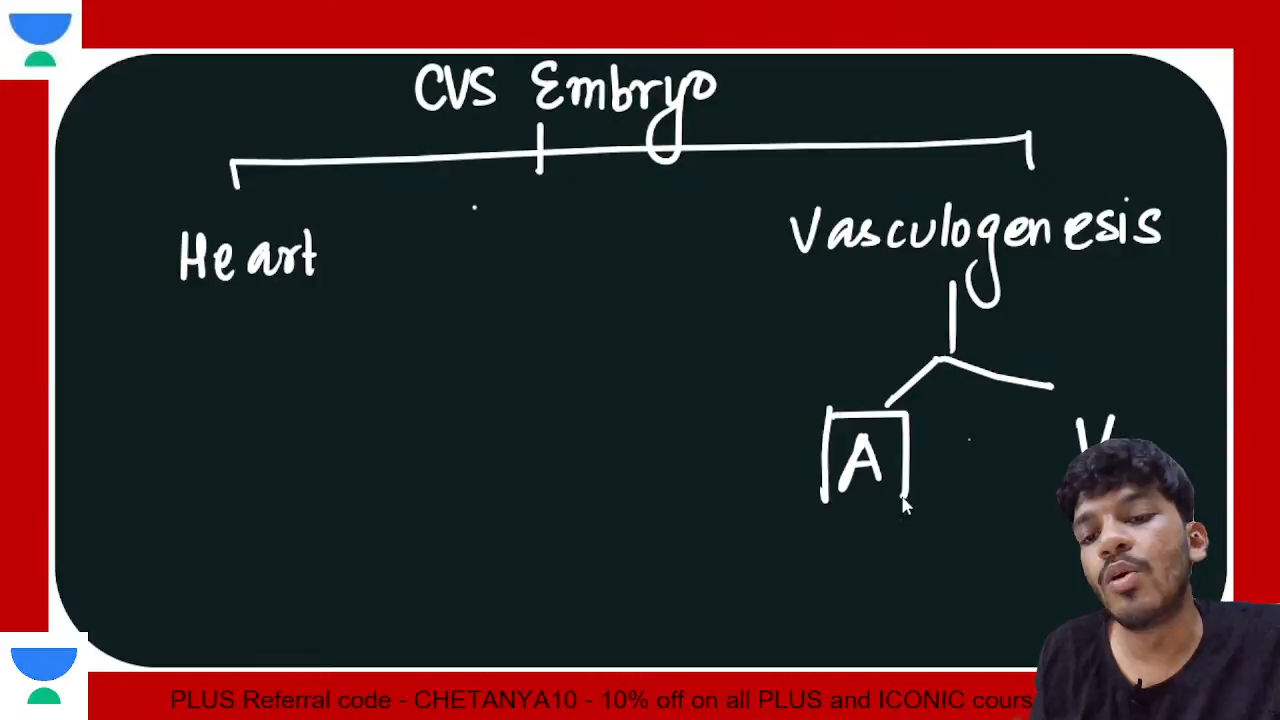 CVS Embryo
Heart
Vasculogenesis
A V
PLUS Referral code - CHETANYA10 - 10% off on all PLUS and ICONIC cours